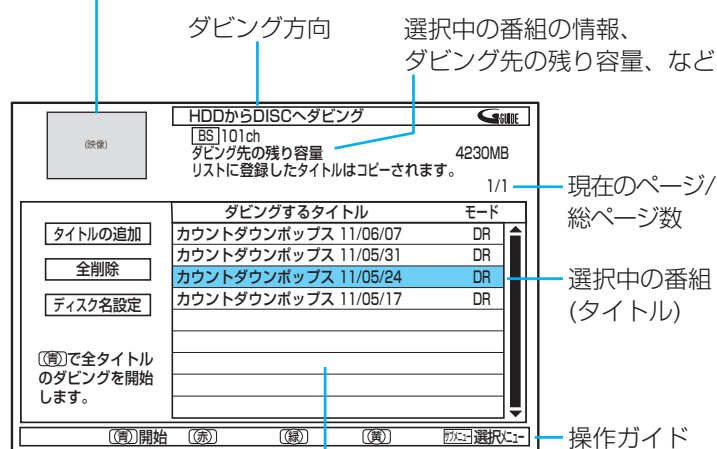 ダビング方向
選択中の番組の情報、
ダビング先の残り容量、など
(映像)
HDDからDISCへダビング
G GUIDE
BS 101ch
ダビング先の残り容量 4230MB
リストに登録したタイトルはコピーされます。
1/1
現在のページ/
総ページ数
ダビングするタイトル モード
タイトルの追加
全削除
ディスク名設定
カウントダウンポップス 11/06/07 DR
カウントダウンポップス 11/05/31 DR
カウントダウンポップス 11/05/24 DR
カウントダウンポップス 11/05/17 DR
選択中の番組
(タイトル)
(青)で全タイトル
のダビングを開始
します。
(青)開始 (赤) (緑) (黄) サブメニュー 選択メニュー
操作ガイド